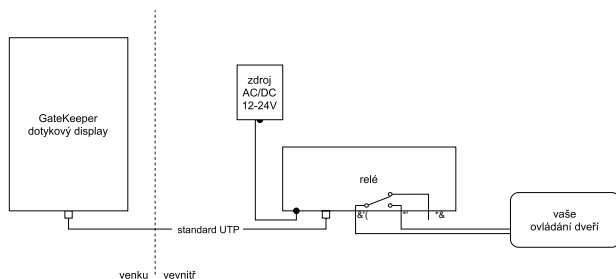 GateKeeper
dotykový display
zdroj
AC/DC
12-24V
relé
&'(
*&
standard UTP
vaše
ovládání dveří
venku
vevnitř